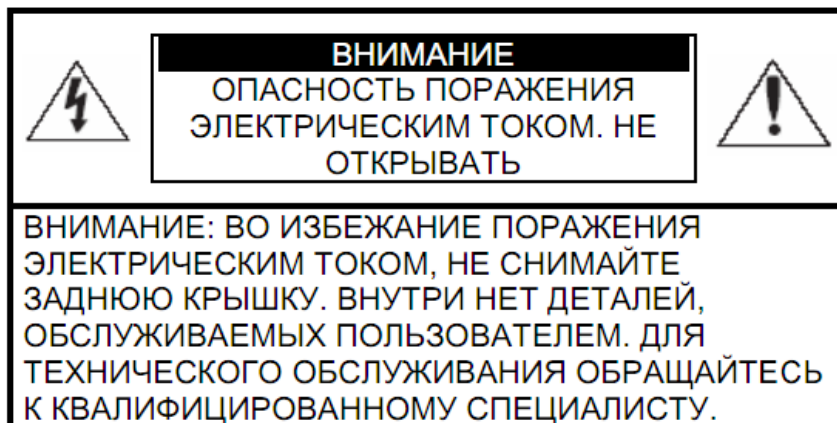 ВНИМАНИЕ
ОПАСНОСТЬ ПОРАЖЕНИЯ
ЭЛЕКТРИЧЕСКИМ ТОКОМ. НЕ
ОТКРЫВАТЬ
ВНИМАНИЕ: ВО ИЗБЕЖАНИЕ ПОРАЖЕНИЯ
ЭЛЕКТРИЧЕСКИМ ТОКОМ, НЕ СНИМАЙТЕ
ЗАДНЮЮ КРЫШКУ. ВНУТРИ НЕТ ДЕТАЛЕЙ,
ОБСЛУЖИВАЕМЫХ ПОЛЬЗОВАТЕЛЕМ. ДЛЯ
ТЕХНИЧЕСКОГО ОБСЛУЖИВАНИЯ ОБРАЩАЙТЕСЬ
К КВАЛИФИЦИРОВАННОМУ СПЕЦИАЛИСТУ.